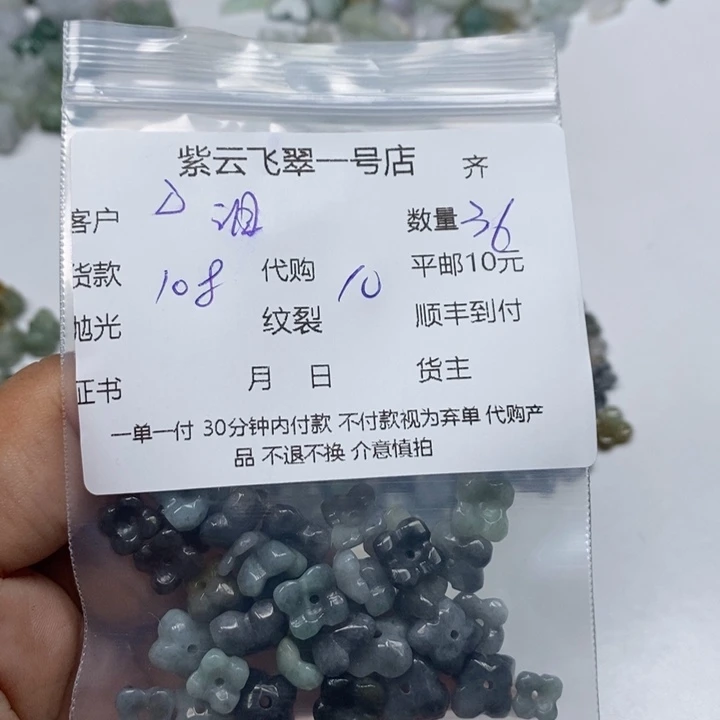 紫云飞翠一号店 齐
客户 数量36
货款 108 代购 10 平邮10元
抛光 纹裂 顺丰到付
证书 月 日 货主
一单一付 30分钟内付款 不付款视为弃单 代购产
品 不退不换 介意慎拍